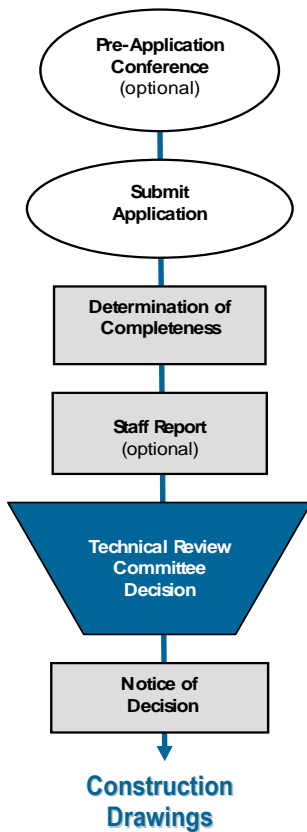 Pre-Application
Conference
(optional)
Submit
Application
Determination of
Completeness
Staff Report
(optional)
Technical Review
Committee
Decision
Notice of
Decision
Construction
Drawings